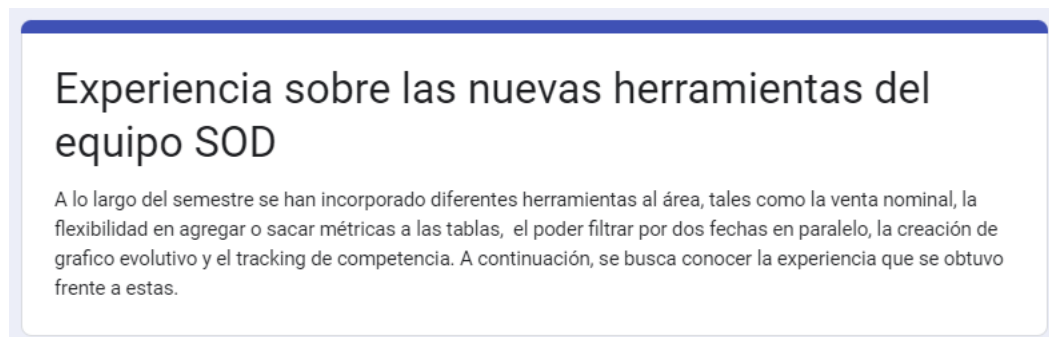 Experiencia sobre las nuevas herramientas del
equipo SOD
A lo largo del semestre se han incorporado diferentes herramientas al área, tales como la venta nominal, la
flexibilidad en agregar o sacar métricas a las tablas,  el poder filtrar por dos fechas en paralelo, la creación de
grafico evolutivo y el tracking de competencia. A continuación, se busca conocer la experiencia que se obtuvo
frente a estas.